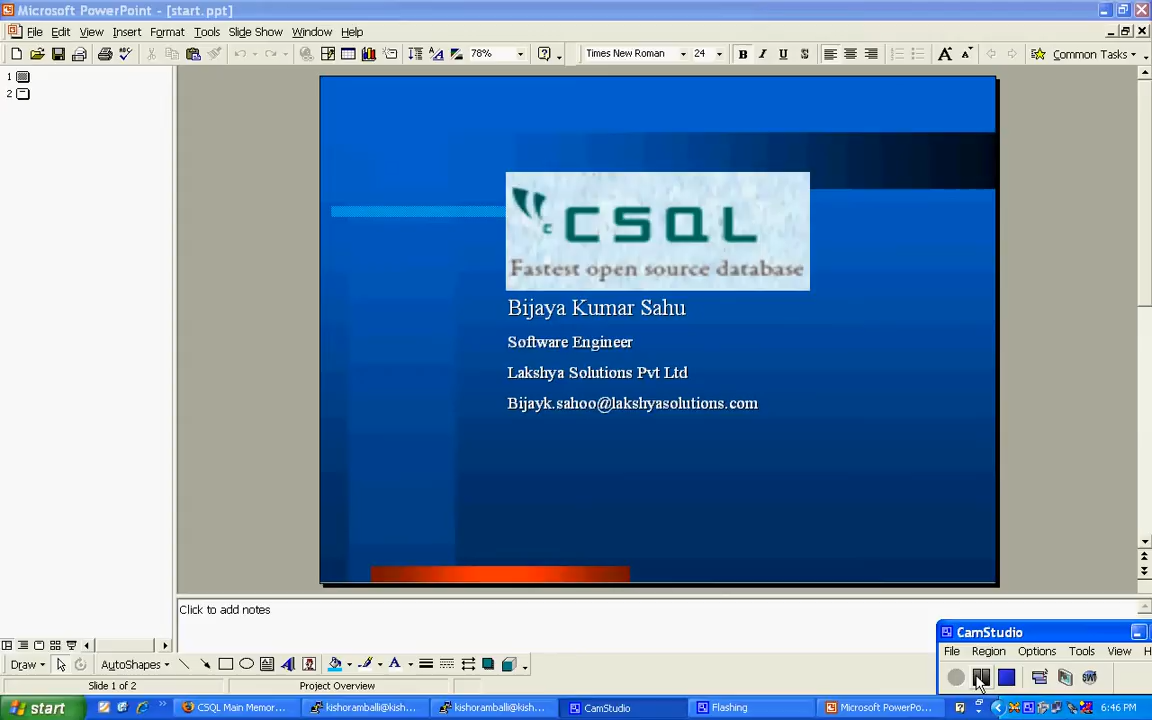 Microsoft PowerPoint - [start.ppt]
File Edit View Insert Format Tools Slide Show Window Help
78% Times New Roman 24 B I U S A A Common Tasks
1
2
CSQL
Fastest open source database
Bijaya Kumar Sahu
Software Engineer
Lakshya Solutions Pvt Ltd
Bijayk.sahoo@lakshyasolutions.com
Click to add notes
CamStudio
File Region Options Tools View H
Draw AutoShapes
Slide 1 of 2 Project Overview
start CSQL Main Memor... kishoramballi@kish... kishoramballi@kish... CamStudio Flashing Microsoft PowerPo... 6:46 PM